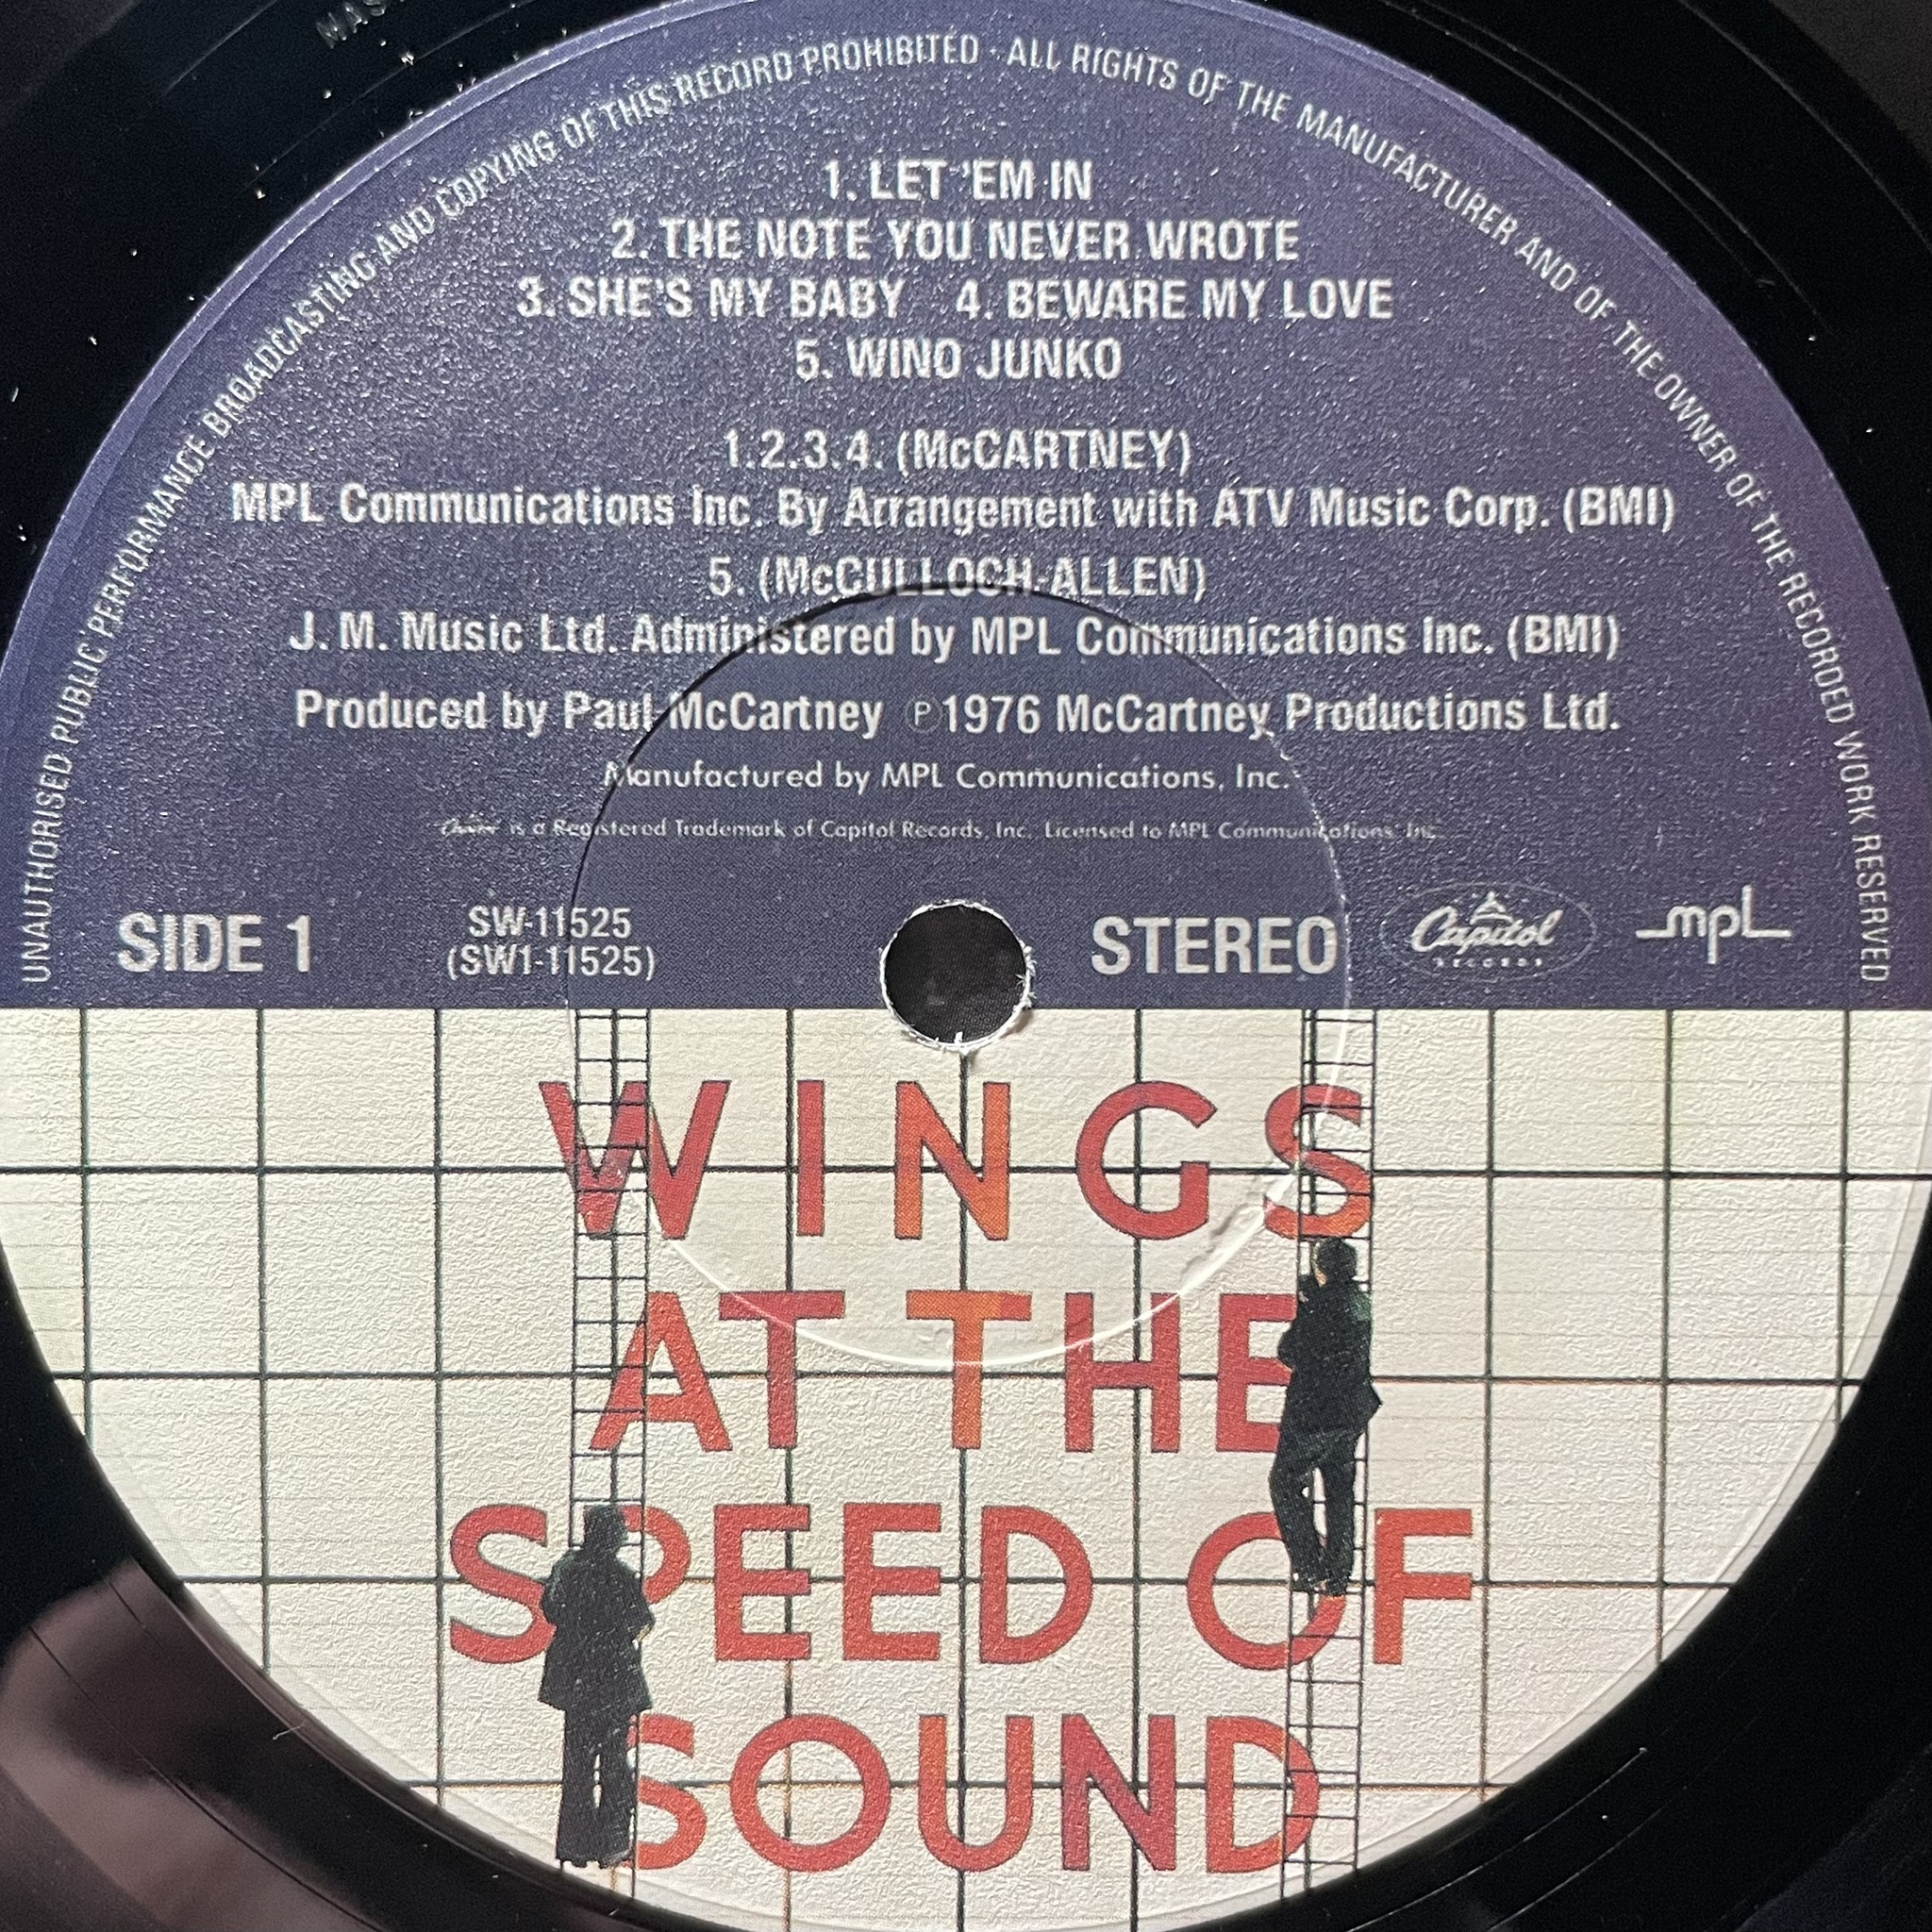 MAS
UNAUTHORISED PUBLIC PERFORMANCE BROADCASTING AND COPYING OF THIS RECORD PROHIBITED · ALL RIGHTS OF THE MANUFACTURER AND OF THE OWNER OF THE RECORDED WORK RESERVED
1. LET 'EM IN
2. THE NOTE YOU NEVER WROTE
3. SHE'S MY BABY 4. BEWARE MY LOVE
5. WINO JUNKO
1.2.3.4. (McCARTNEY)
MPL Communications Inc. By Arrangement with ATV Music Corp. (BMI)
5. (McCULLOCH-ALLEN)
J. M. Music Ltd. Administered by MPL Communications Inc. (BMI)
Produced by Paul McCartney ℗1976 McCartney Productions Ltd.
Manufactured by MPL Communications, Inc.
Capitol is a Registered Trademark of Capitol Records, Inc. Licensed to MPL Communications, Inc.
SIDE 1 SW-11525 STEREO Capitol RECORDS mpl
(SW1-11525)
WINGS
AT THE
SPEED OF
SOUND